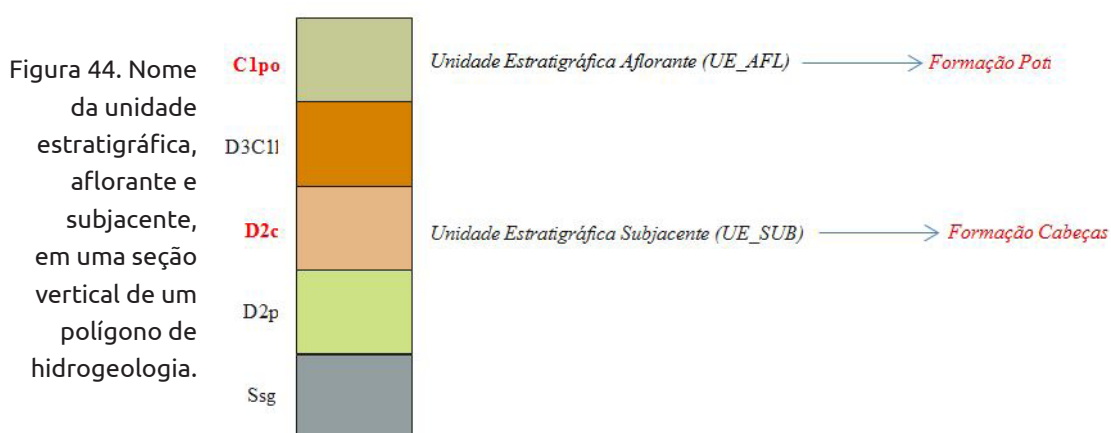 Figura 44. Nome
da unidade
estratigráfica,
aflorante e
subjacente,
em uma seção
vertical de um
polígono de
hidrogeologia.
C1po Unidade Estratigráfica Aflorante (UE_AFL) Formação Poti
D3C1l
D2c Unidade Estratigráfica Subjacente (UE_SUB) Formação Cabeças
D2p
Ssg